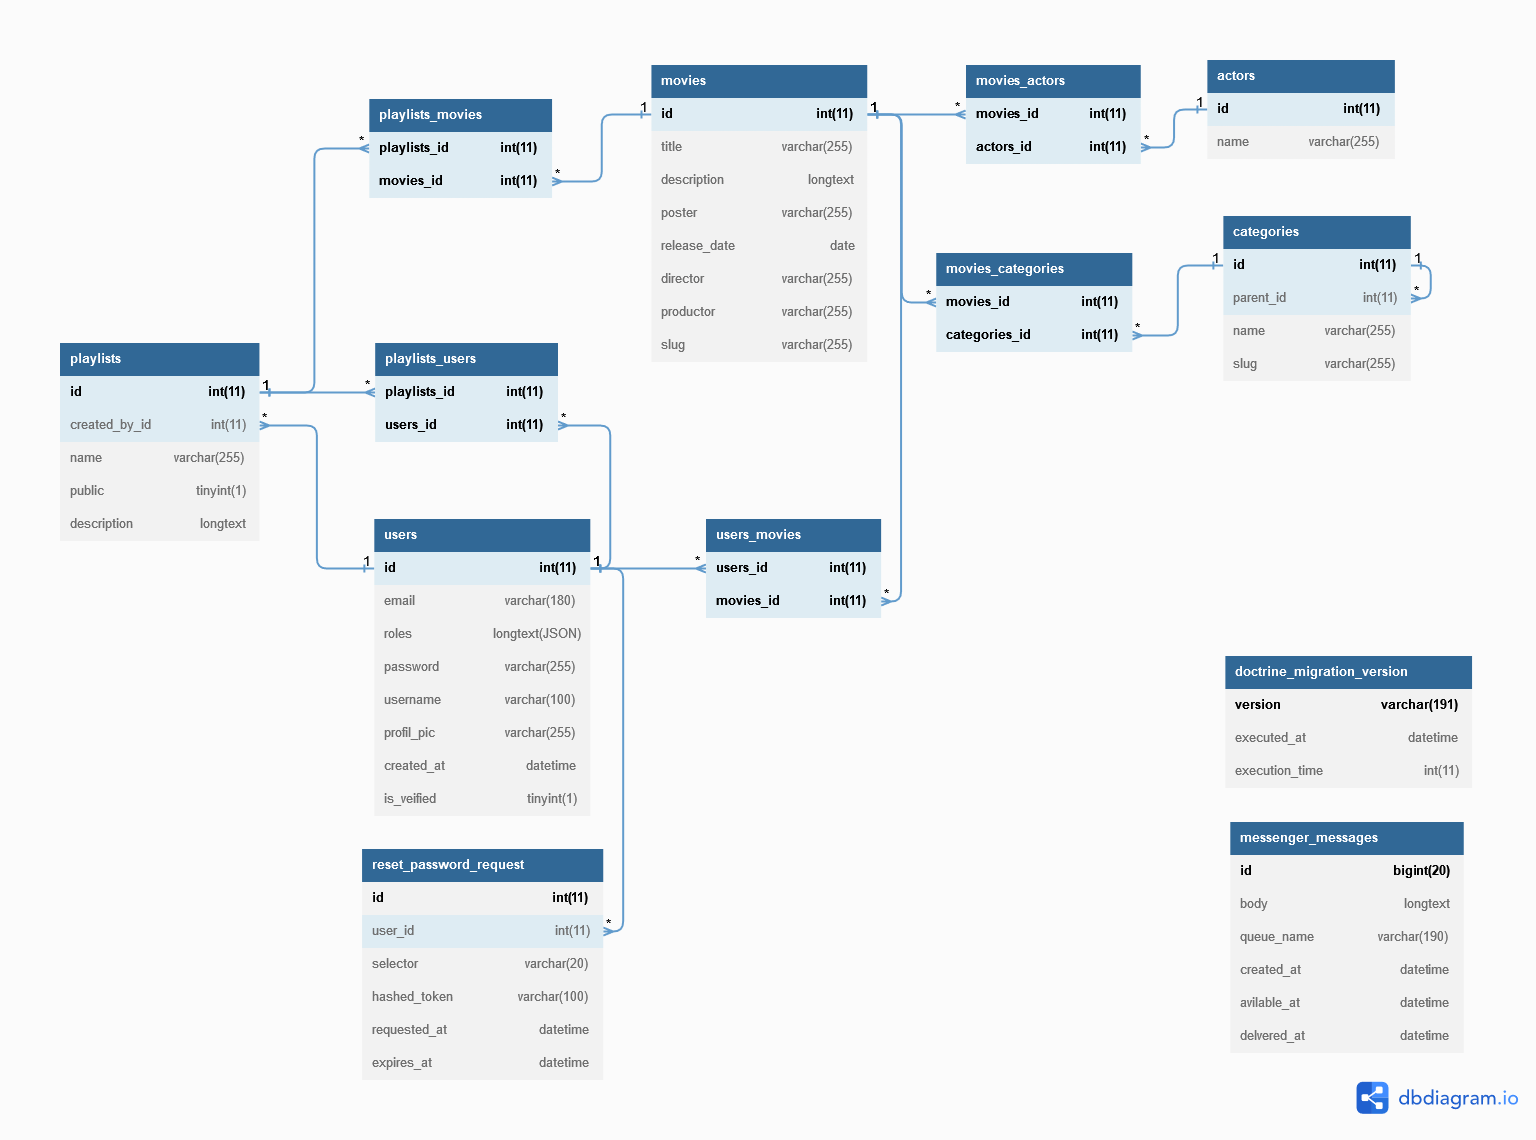 playlists_movies
playlists_id int(11)
movies_id int(11)
movies
id int(11)
title varchar(255)
description longtext
poster varchar(255)
release_date date
director varchar(255)
productor varchar(255)
slug varchar(255)
movies_actors
movies_id int(11)
actors_id int(11)
actors
id int(11)
name varchar(255)
movies_categories
movies_id int(11)
categories_id int(11)
categories
id int(11)
parent_id int(11)
name varchar(255)
slug varchar(255)
playlists
id int(11)
created_by_id int(11)
name varchar(255)
public tinyint(1)
description longtext
playlists_users
playlists_id int(11)
users_id int(11)
users
id int(11)
email varchar(180)
roles longtext(JSON)
password varchar(255)
username varchar(100)
profil_pic varchar(255)
created_at datetime
is_veified tinyint(1)
users_movies
users_id int(11)
movies_id int(11)
reset_password_request
id int(11)
user_id int(11)
selector varchar(20)
hashed_token varchar(100)
requested_at datetime
expires_at datetime
doctrine_migration_version
version varchar(191)
executed_at datetime
execution_time int(11)
messenger_messages
id bigint(20)
body longtext
queue_name varchar(190)
created_at datetime
avilable_at datetime
delvered_at datetime
1 * 1 * 1 * 1 * 1 * 1 * 1 * * * * * *
dbdiagram.io